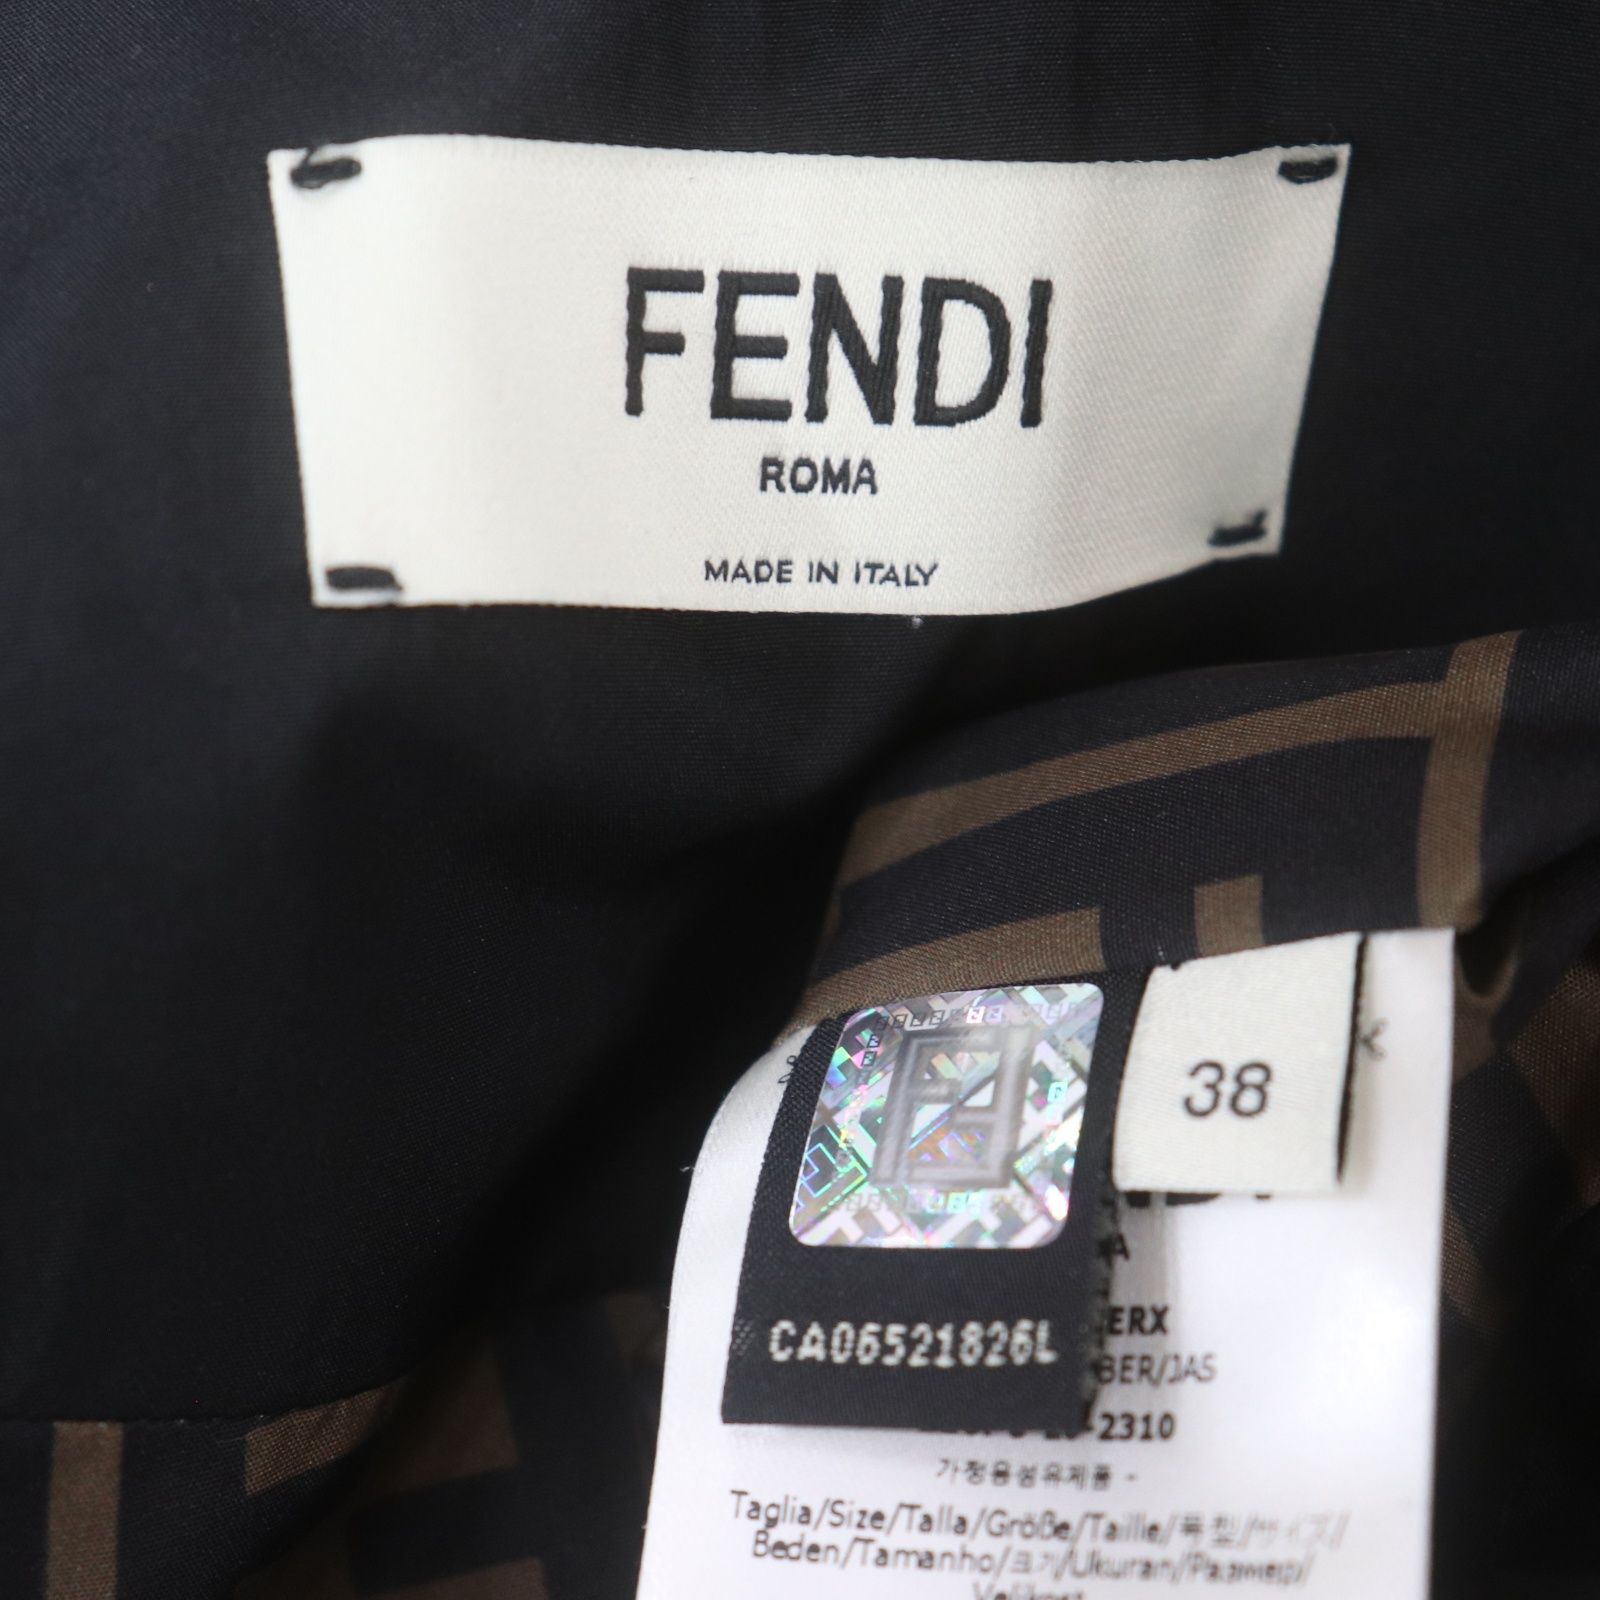 FENDI
ROMA
MADE IN ITALY
38
CA06521826L
ERX
BER/JAS
-2310
가정용섬유제품 -
Taglia/Size/Talla/Größe/Taille/
Beden/Tamanho/크기/Ukuran/Размер/